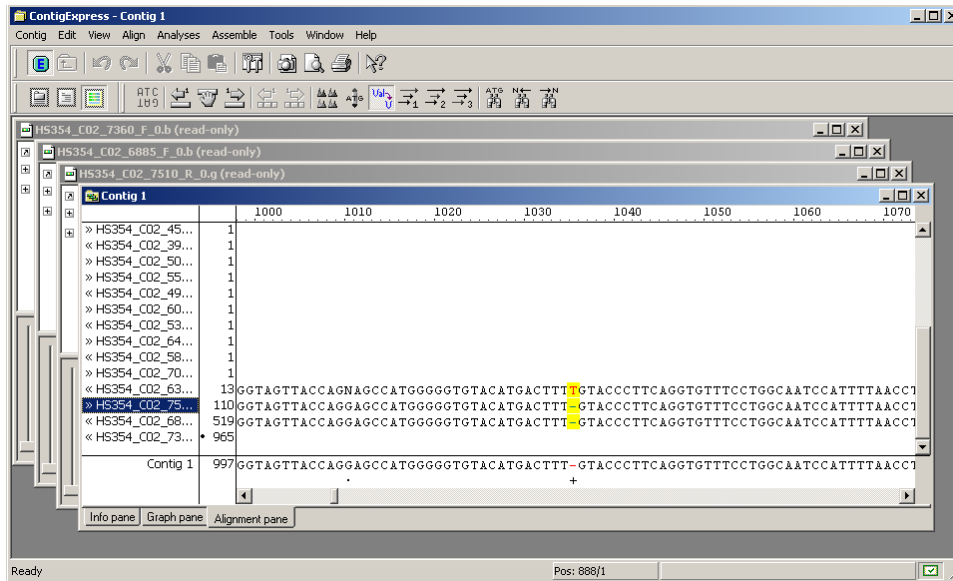 ContigExpress - Contig 1
Contig Edit View Align Analyses Assemble Tools Window Help
HS354_C02_7360_F_0.b (read-only)
HS354_C02_6885_F_0.b (read-only)
HS354_C02_7510_R_0.g (read-only)
Contig 1
1000 1010 1020 1030 1040 1050 1060 1070
» HS354_C02_45... 1
« HS354_C02_39... 1
« HS354_C02_50... 1
» HS354_C02_55... 1
« HS354_C02_49... 1
» HS354_C02_60... 1
« HS354_C02_53... 1
» HS354_C02_64... 1
« HS354_C02_58... 1
» HS354_C02_70... 1
« HS354_C02_63... 13 GGTAGTTACCAGNAGCCATGGGGGTGTACATGACTTTTGTACCCTTCAGGTGTTTCCTGGCAATCCATTTTAACCT
» HS354_C02_75... 110 GGTAGTTACCAGGAGCCATGGGGGTGTACATGACTTT-GTACCCTTCAGGTGTTTCCTGGCAATCCATTTTAACCT
« HS354_C02_68... 519 GGTAGTTACCAGGAGCCATGGGGGTGTACATGACTTT-GTACCCTTCAGGTGTTTCCTGGCAATCCATTTTAACCT
« HS354_C02_73... • 965
Contig 1 997 GGTAGTTACCAGGAGCCATGGGGGTGTACATGACTTT-GTACCCTTCAGGTGTTTCCTGGCAATCCATTTTAACCT
. +
Info pane Graph pane Alignment pane
Ready Pos: 888/1